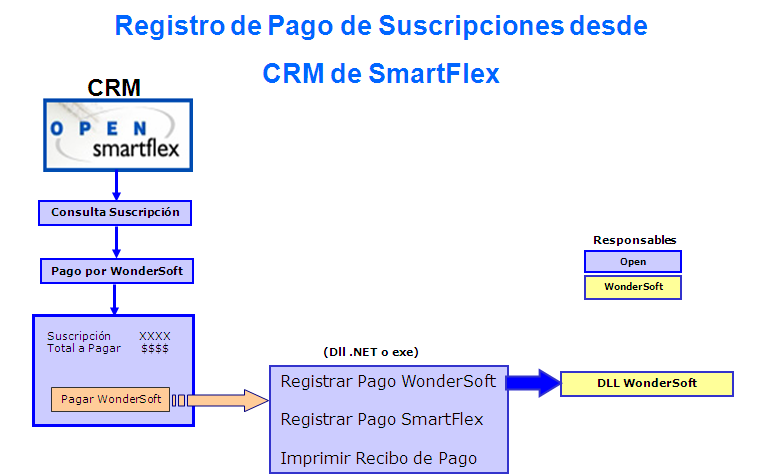 Registro de Pago de Suscripciones desde
CRM de SmartFlex
CRM
OPEN
smartflex
Consulta Suscripción
Pago por WonderSoft
Suscripción XXXX
Total a Pagar $$$$
Pagar WonderSoft
(Dll .NET o exe)
Registrar Pago WonderSoft
Registrar Pago SmartFlex
Imprimir Recibo de Pago
DLL WonderSoft
Responsables
Open
WonderSoft